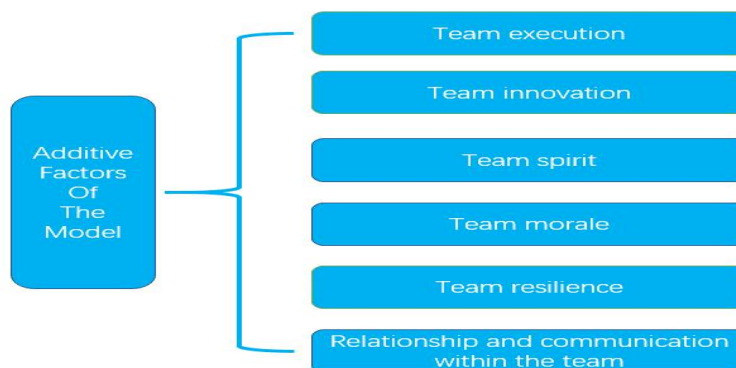 Additive
Factors
Of
The
Model
Team execution
Team innovation
Team spirit
Team morale
Team resilience
Relationship and communication
within the team